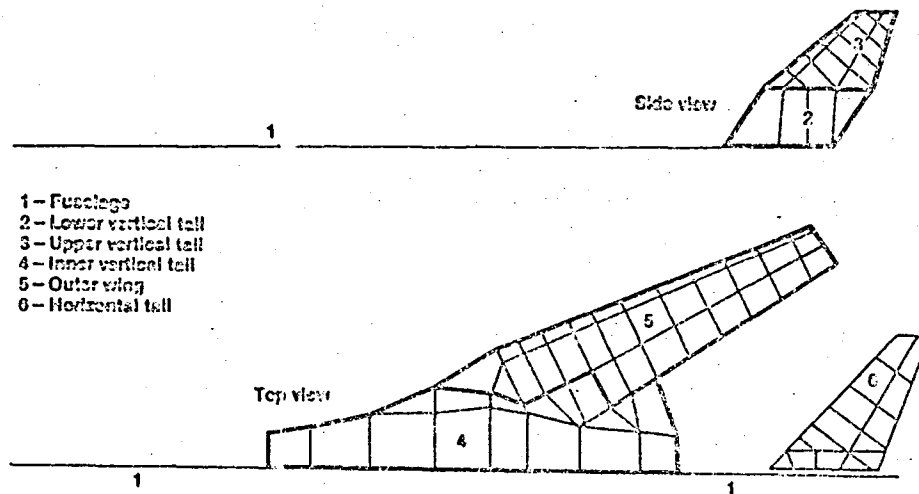 3
Side view
2
1
1 – Fuselage
2 – Lower vertical tail
3 – Upper vertical tail
4 – Inner vertical tail
5 – Outer wing
6 – Horizontal tail
5
6
Top view
4
1
1